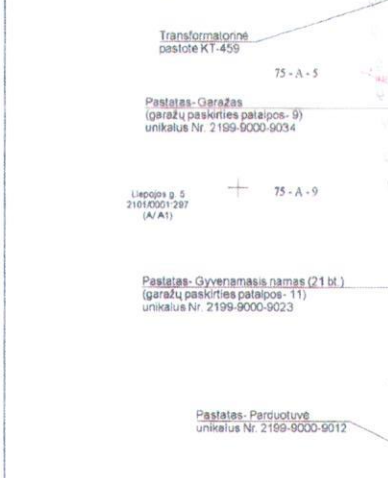 Transformatorinė
pastotė KT-459
75 - A - 5
Pastatas- Garažas
(garažų paskirties patalpos- 9)
unikalus Nr. 2199-9000-9034
Liepojos g. 5
2101/0001:297
(A/ A1)
75 - A - 9
Pastatas- Gyvenamasis namas (21 bt.)
(garažų paskirties patalpos- 11)
unikalus Nr. 2199-9000-9023
Pastatas- Parduotuvė
unikalus Nr. 2199-9000-9012